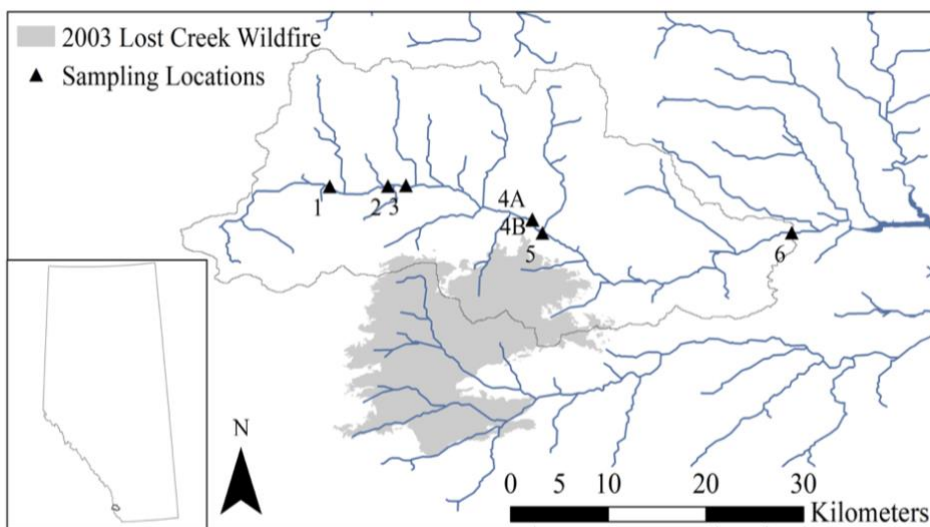 2003 Lost Creek Wildfire
Sampling Locations
1
2
3
4A
4B
5
6
N
0 5 10 20 30
Kilometers